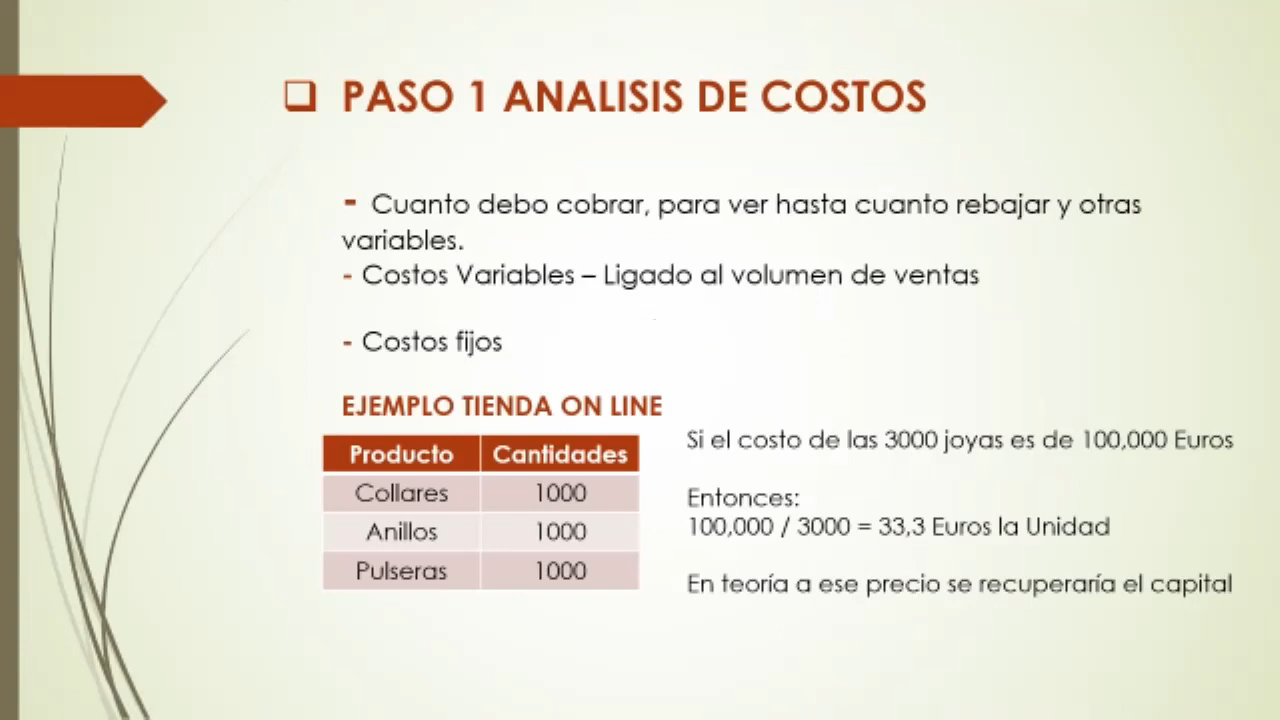 ❑ PASO 1 ANALISIS DE COSTOS
- Cuanto debo cobrar, para ver hasta cuanto rebajar y otras
variables.
- Costos Variables – Ligado al volumen de ventas
- Costos fijos
EJEMPLO TIENDA ON LINE
Producto Cantidades
Collares 1000
Anillos 1000
Pulseras 1000
Si el costo de las 3000 joyas es de 100,000 Euros
Entonces:
100,000 / 3000 = 33,3 Euros la Unidad
En teoría a ese precio se recuperaría el capital